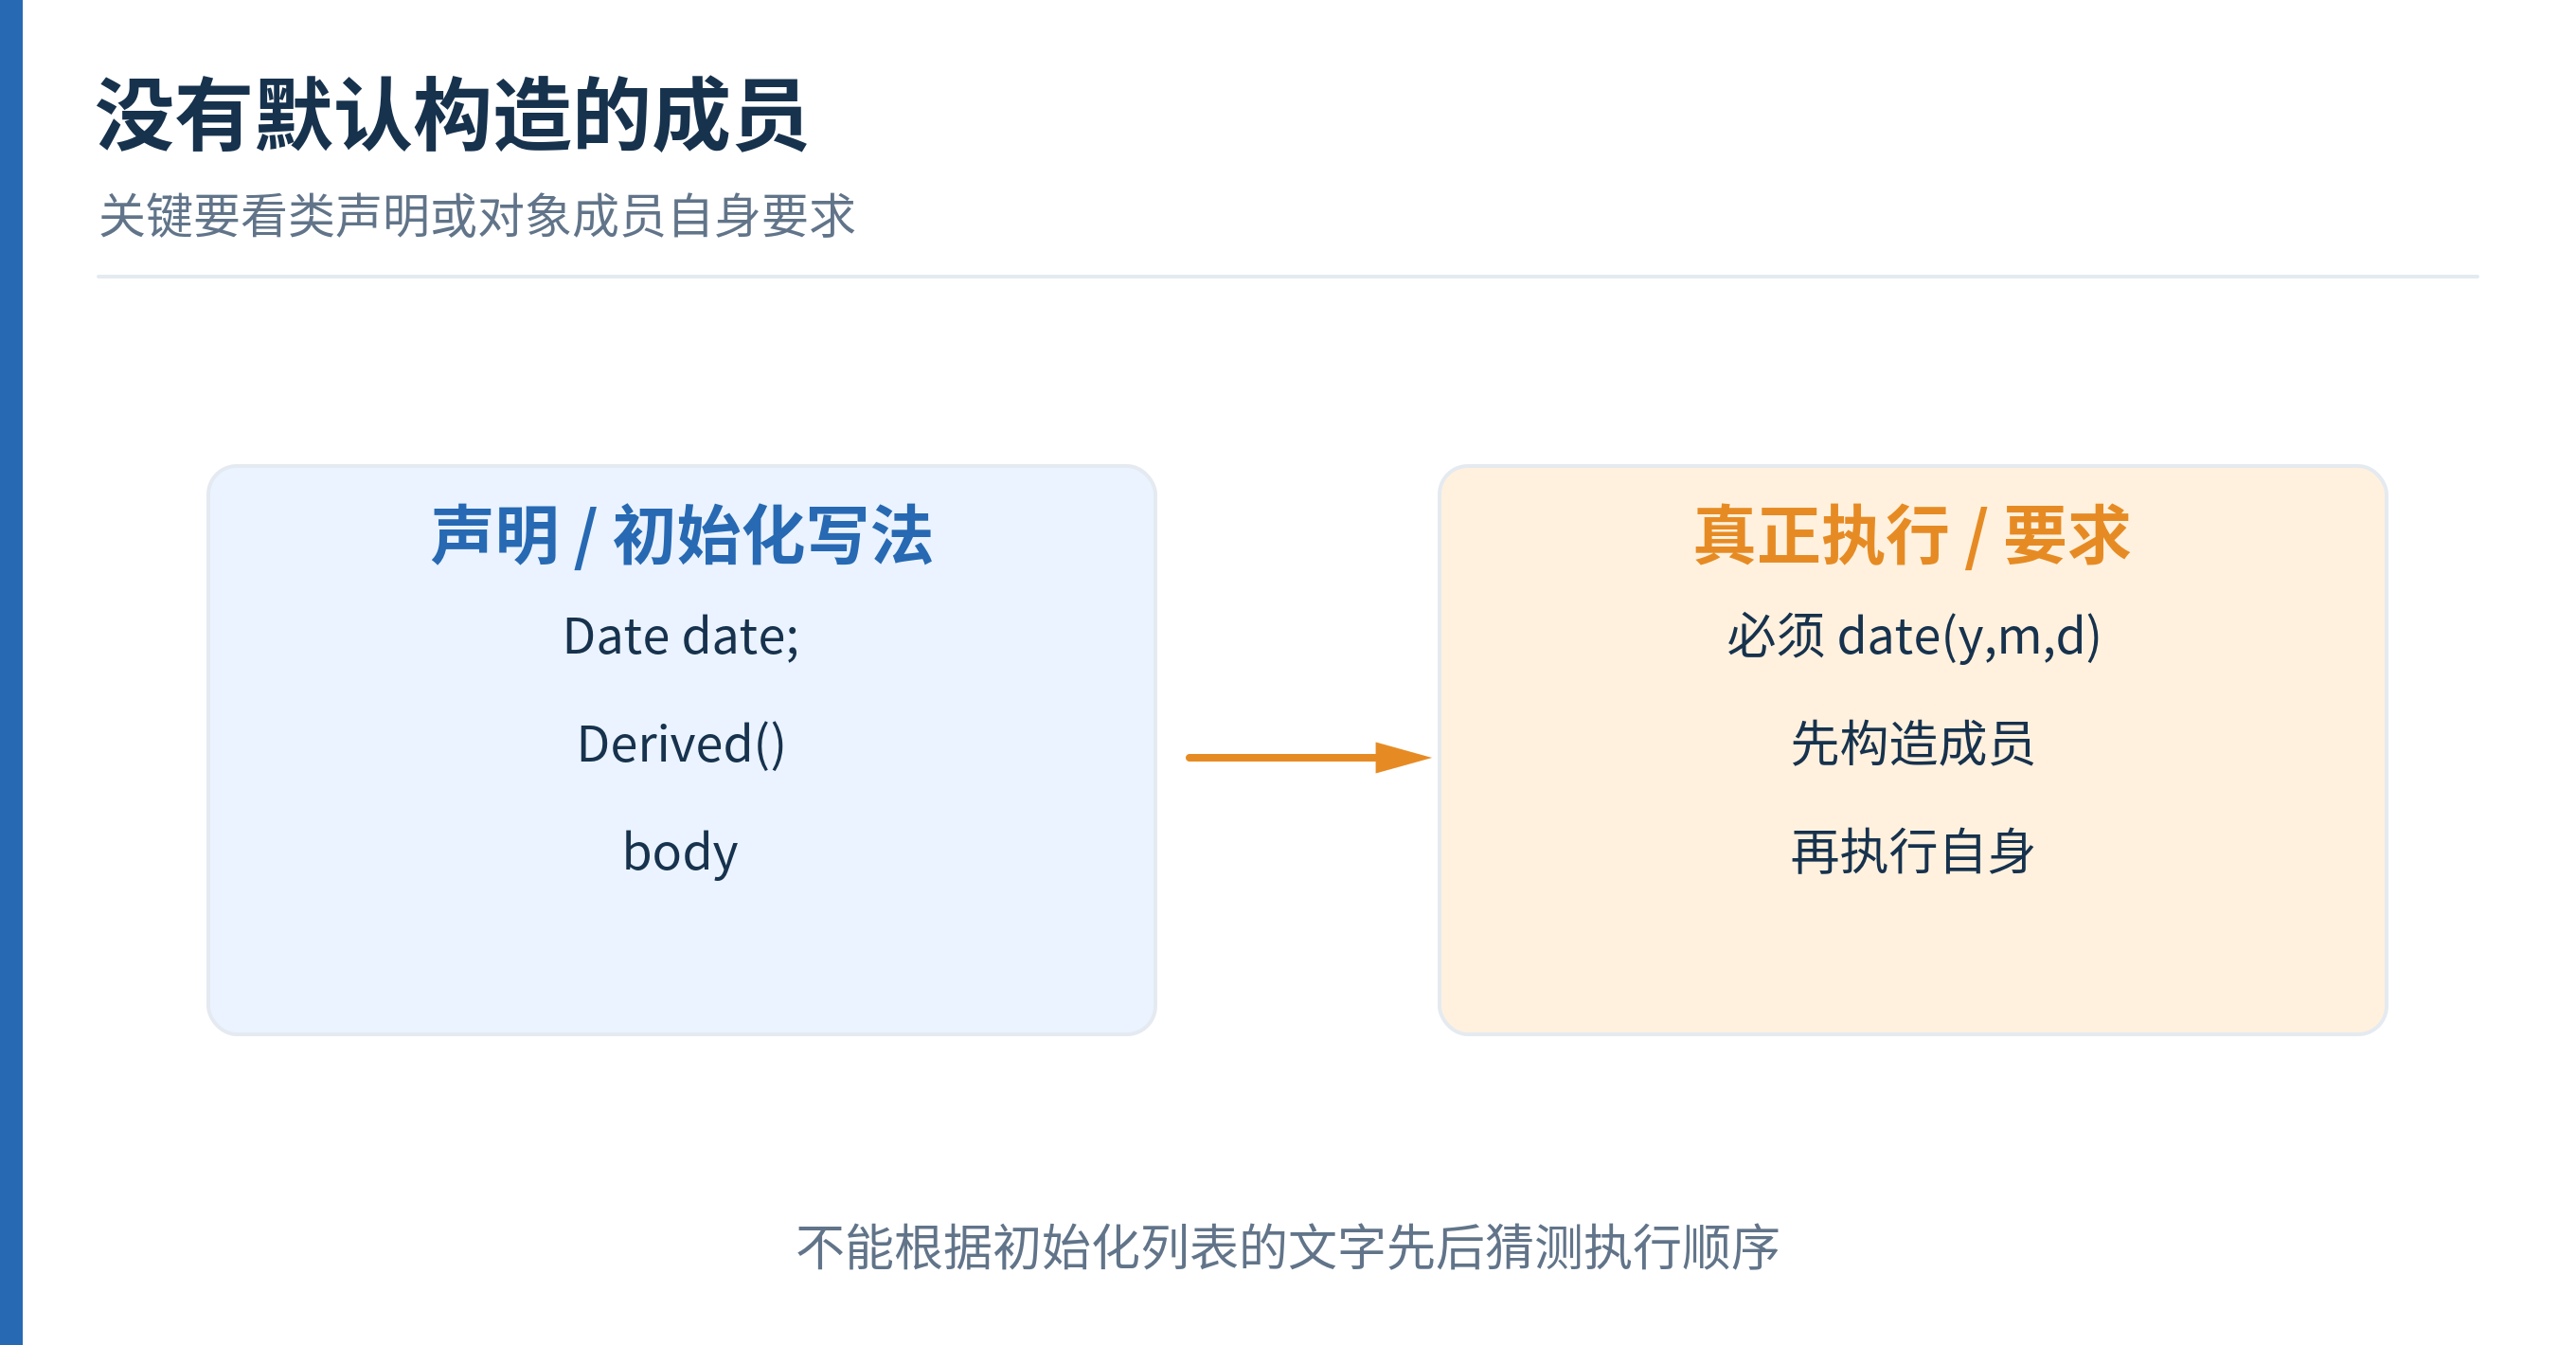 没有默认构造的成员
关键要看类声明或对象成员自身要求
声明 / 初始化写法
Date date;
Derived()
body
真正执行 / 要求
必须 date(y,m,d)
先构造成员
再执行自身
不能根据初始化列表的文字先后猜测执行顺序